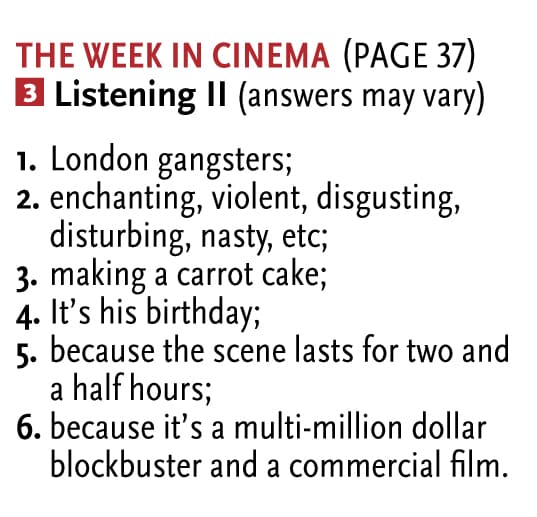 THE WEEK IN CINEMA (PAGE 37)
3 Listening II (answers may vary)
1. London gangsters;
2. enchanting, violent, disgusting,
disturbing, nasty, etc;
3. making a carrot cake;
4. It’s his birthday;
5. because the scene lasts for two and
a half hours;
6. because it’s a multi-million dollar
blockbuster and a commercial film.